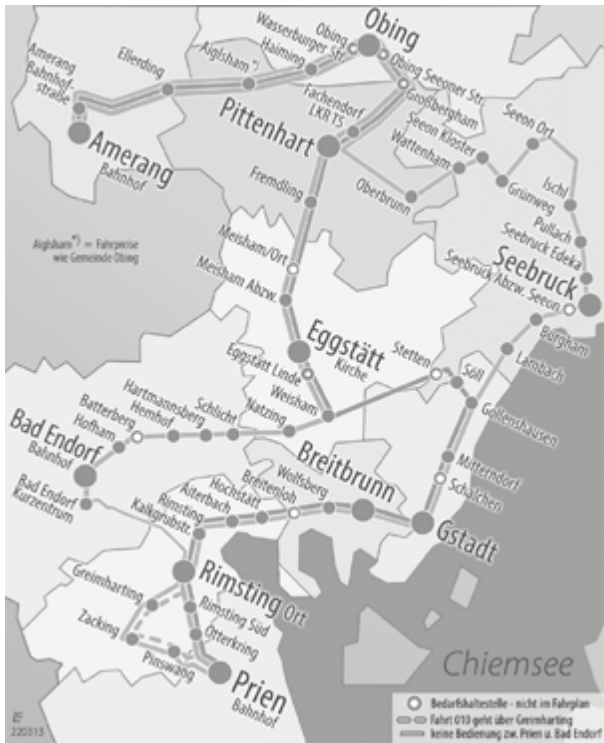 Obing
Obing
Wasserburger Str.
Haiming
Aiglsham*)
Ellerding
Amerang
Bahnhof-
straße
Amerang
Bahnhof
Obing Seeoner Str.
Großbergham
Fachendorf
LKR TS
Pittenhart
Seeon Ort
Seeon Kloster
Wattenham
Oberbrunn
Grünweg
Ischl
Pullach
Seebruck Edeka
Seebruck
Seebruck Abzw. Seeon
Fremdling
Aiglsham*) = Fahrpreise
wie Gemeinde Obing
Meisham/Ort
Meisham Abzw.
Eggstätt
Kirche
Eggstätt Linde
Weisham
Stetten
Söll
Burgham
Lambach
Gollenshausen
Mitterndorf
Schalchen
Gstadt
Natzing
Schlicht
Hartmannsberg
Hemhof
Batterberg
Hofham
Bad Endorf
Bahnhof
Bad Endorf
Kurzentrum
Breitbrunn
Wolfsberg
Breitenloh
Hochstätt
Aiterbach
Rimsting
Kalkgrubstr.
Rimsting Ort
Greimharting
Zacking
Pinswang
Rimsting Süd
Otterkring
Prien
Bahnhof
Chiemsee
Bedarfshaltestelle - nicht im Fahrplan
Fahrt 010 geht über Greimharting
keine Bedienung zw. Prien u. Bad Endorf
220313